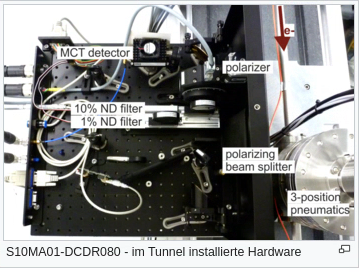 e-
MCT detector
polarizer
10% ND filter
1% ND filter
polarizing
beam splitter
3-position
pneumatics
S10MA01-DCDR080 - im Tunnel installierte Hardware